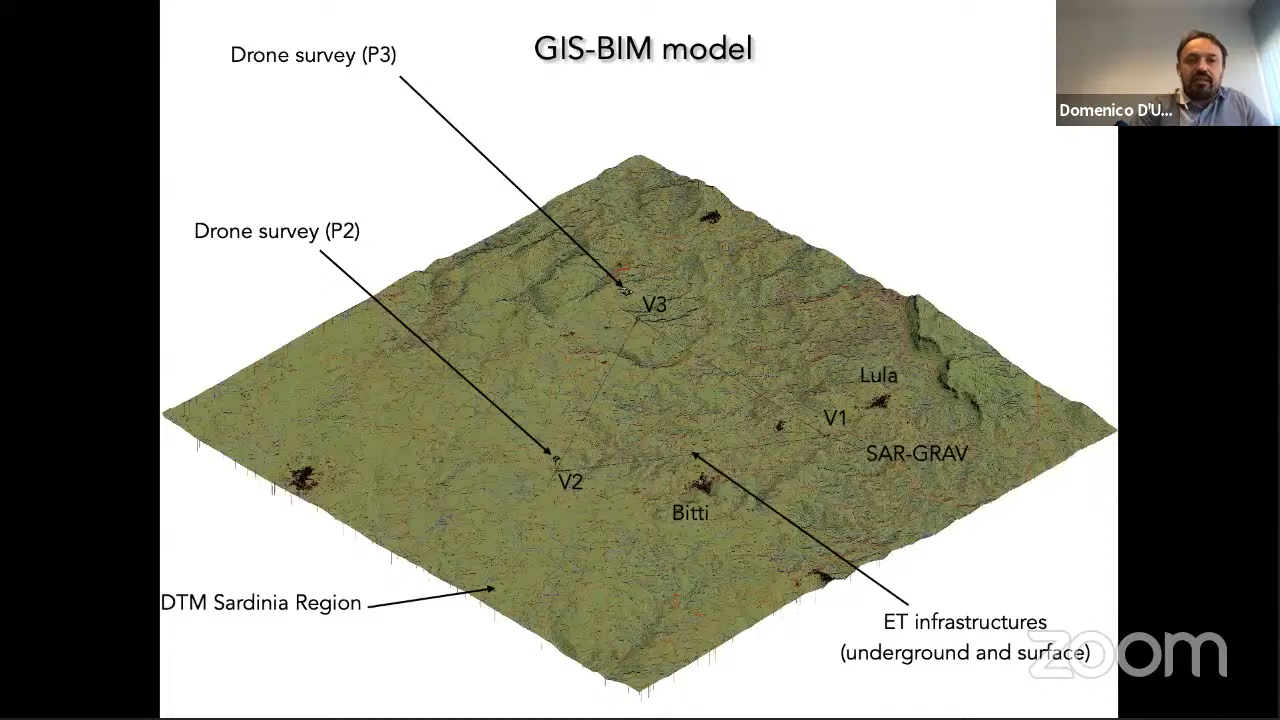 GIS-BIM model
Drone survey (P3)
Domenico D'U...
Drone survey (P2)
V3
Lula
V1
SAR-GRAV
V2
Bitti
DTM Sardinia Region
ET infrastructures
(underground and surface)
zoom